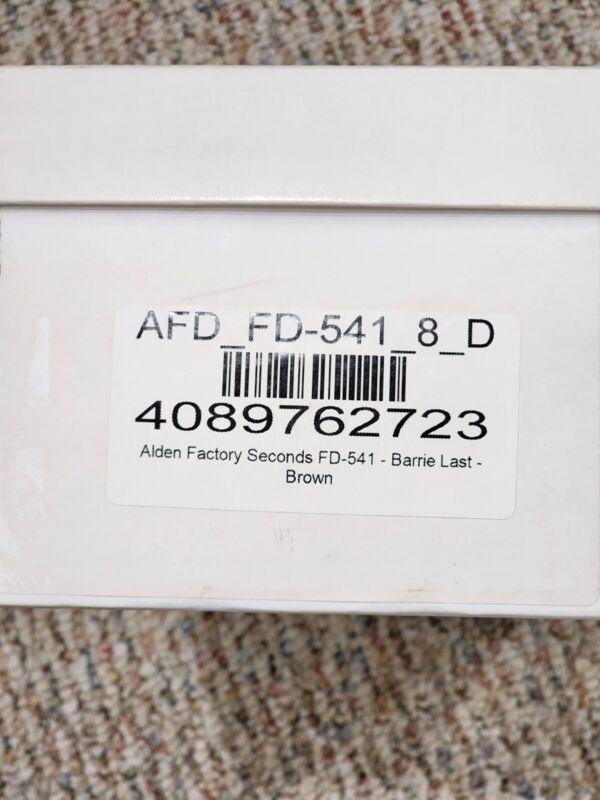 AFD_FD-541_8_D
4089762723
Alden Factory Seconds FD-541 - Barrie Last -
Brown